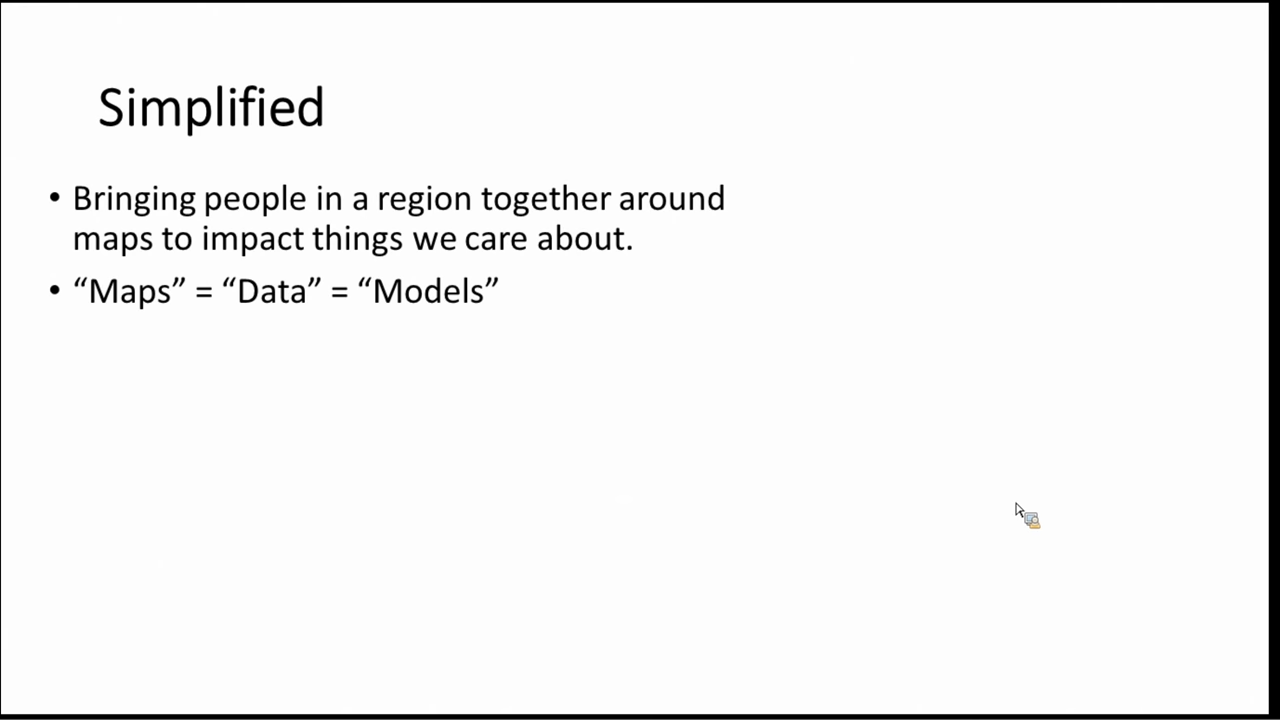 Simplified
• Bringing people in a region together around
maps to impact things we care about.
• “Maps” = “Data” = “Models”